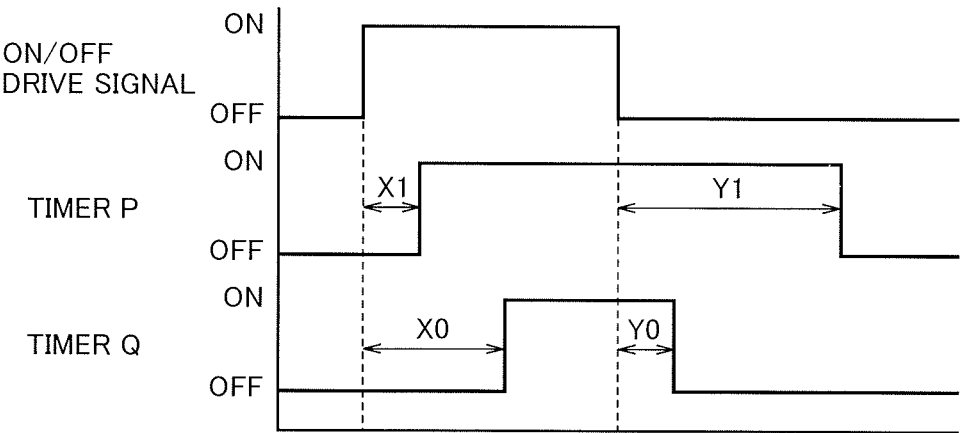 ON
ON/OFF
DRIVE SIGNAL
OFF
ON
X1
Y1
TIMER P
OFF
ON
X0
Y0
TIMER Q
OFF